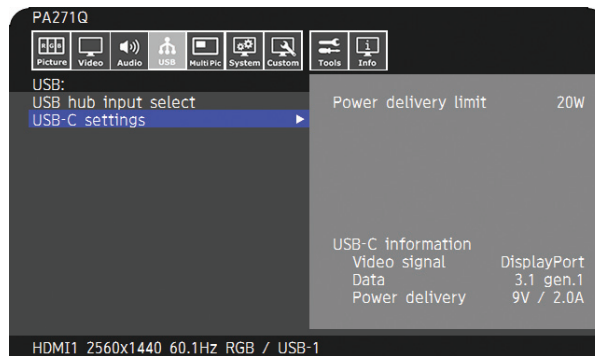 PA271Q
R G B
Picture Video Audio USB Multi Pic System Custom Tools Info
USB:
USB hub input select
USB-C settings
Power delivery limit 20W
USB-C information
Video signal DisplayPort
Data 3.1 gen.1
Power delivery 9V / 2.0A
HDMI1 2560x1440 60.1Hz RGB / USB-1